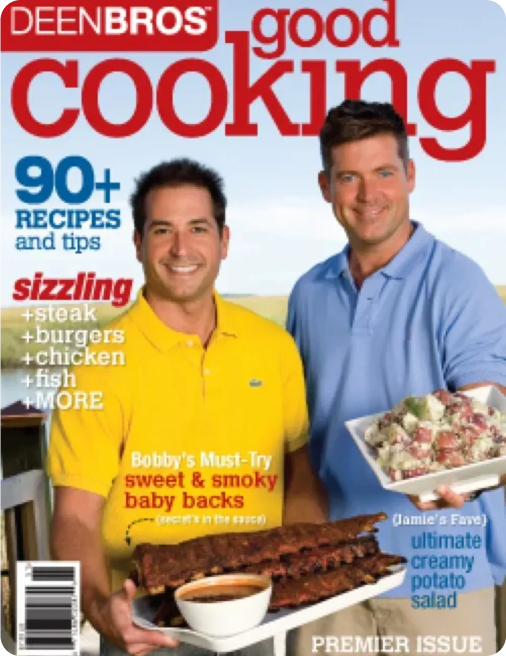 DEENBROS™
good
cooking
90+
RECIPES
and tips
sizzling
+steak
+burgers
+chicken
+fish
+MORE
Bobby's Must-Try
sweet & smoky
baby backs
(secret's in the sauce)
(Jamie's Fave)
ultimate
creamy
potato
salad
PREMIER ISSUE